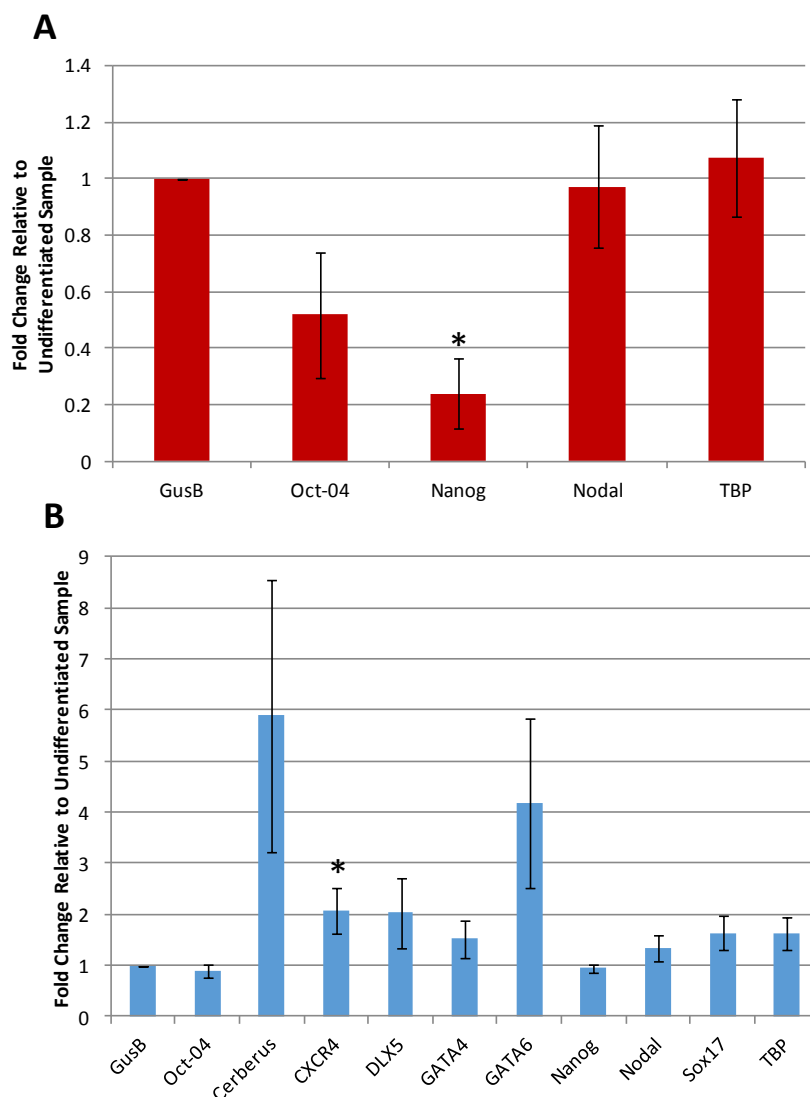 A
Fold Change Relative to
Undifferentiated Sample
1.4
1.2
1
0.8
0.6
0.4
0.2
0
*
GusB Oct-04 Nanog Nodal TBP
B
Fold Change Relative to Undifferentiated Sample
9
8
7
6
5
4
3
2
1
0
*
GusB Oct-04 Cerberus CXCR4 DLX5 GATA4 GATA6 Nanog Nodal Sox17 TBP